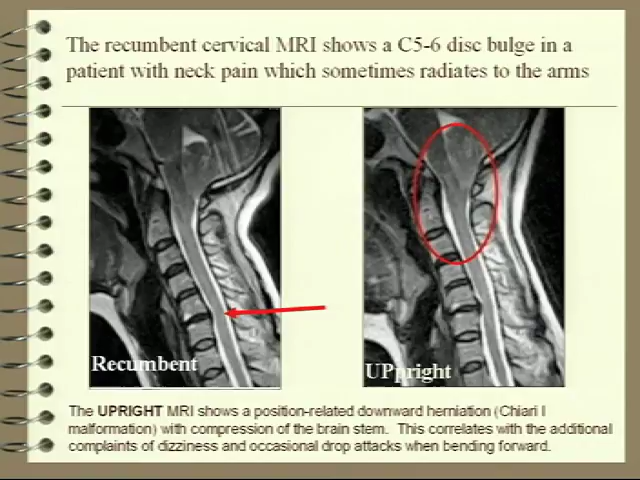 The recumbent cervical MRI shows a C5-6 disc bulge in a
patient with neck pain which sometimes radiates to the arms
Recumbent
UPpright
The UPRIGHT MRI shows a position-related downward herniation (Chiari I
malformation) with compression of the brain stem. This correlates with the additional
complaints of dizziness and occasional drop attacks when bending forward.